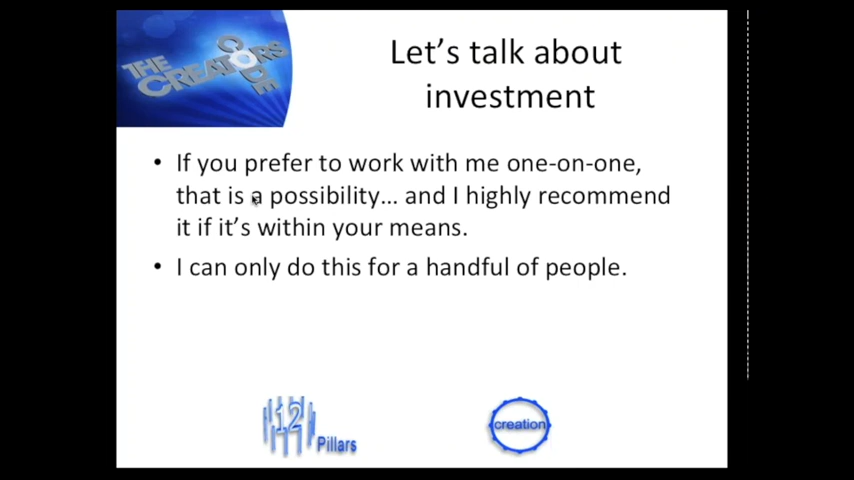 THE CREATORS
CODE
Let's talk about
investment
• If you prefer to work with me one-on-one,
that is a possibility... and I highly recommend
it if it's within your means.
• I can only do this for a handful of people.
12
Pillars
creation